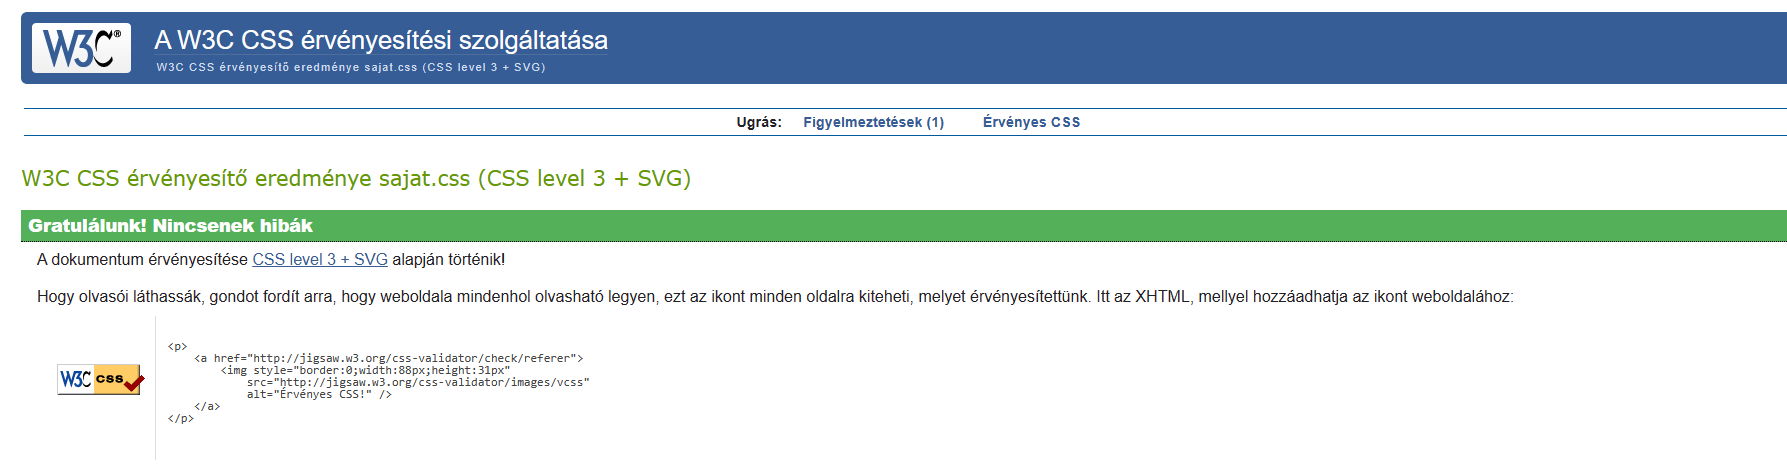 W3C® A W3C CSS érvényesítési szolgáltatása
W3C CSS érvényesítő eredménye sajat.css (CSS level 3 + SVG)
Ugrás: Figyelmeztetések (1) Érvényes CSS
W3C CSS érvényesítő eredménye sajat.css (CSS level 3 + SVG)
Gratulálunk! Nincsenek hibák
A dokumentum érvényesítése CSS level 3 + SVG alapján történik!
Hogy olvasói láthassák, gondot fordít arra, hogy weboldala mindenhol olvasható legyen, ezt az ikont minden oldalra kiteheti, melyet érvényesítettünk. Itt az XHTML, mellyel hozzáadhatja az ikont weboldalához:
W3C css
<p>
    <a href="http://jigsaw.w3.org/css-validator/check/referer">
        <img style="border:0;width:88px;height:31px"
            src="http://jigsaw.w3.org/css-validator/images/vcss"
            alt="Érvényes CSS!" />
    </a>
</p>